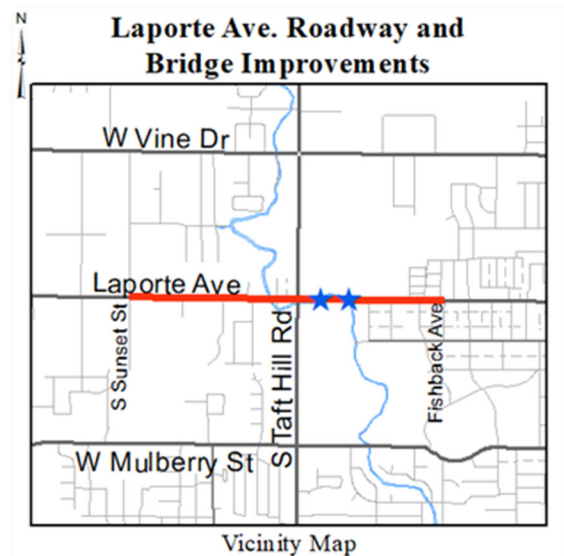 N
Laporte Ave. Roadway and
Bridge Improvements
W Vine Dr
Laporte Ave
S Sunset St
S Taft Hill Rd
Fishback Ave
W Mulberry St
Vicinity Map